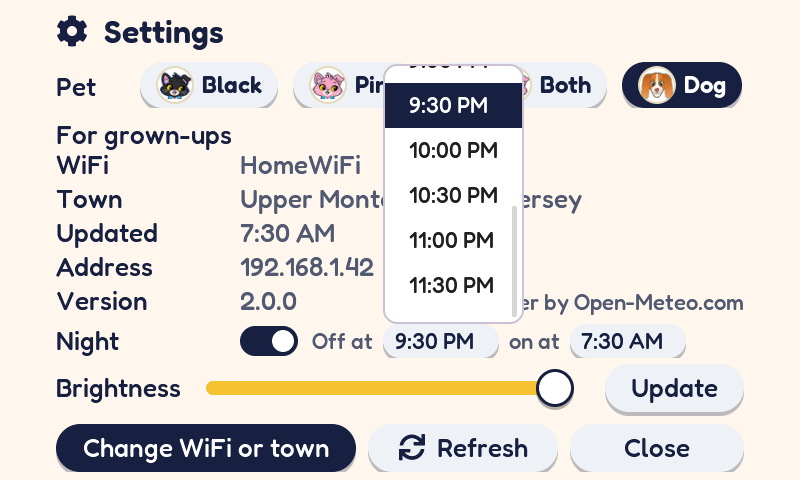 Settings
Pet Black Both Dog
9:30 PM
For grown-ups
10:00 PM
WiFi HomeWiFi
Town Upper 10:30 PM
Updated 7:30 AM
11:00 PM
Address 192.168.1.42
11:30 PM
Version 2.0.0 by Open-Meteo.com
Night Off at 9:30 PM on at 7:30 AM
Brightness Update
Change WiFi or town Refresh Close